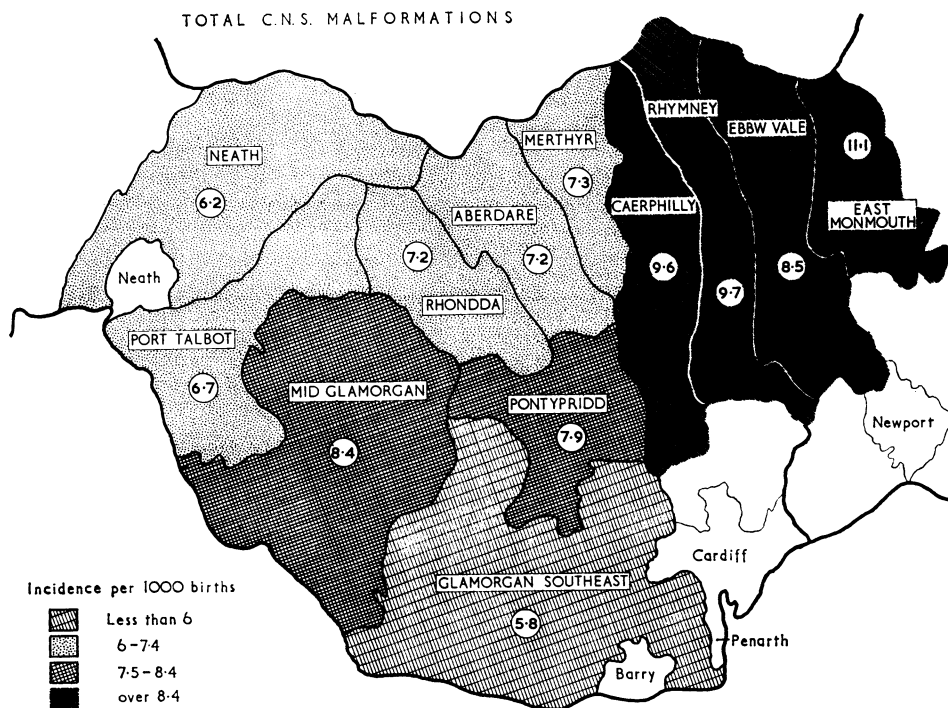 TOTAL C.N.S. MALFORMATIONS
RHYMNEY
EBBW VALE
MERTHYR
NEATH
11·1
7·3
6·2
CAERPHILLY
ABERDARE
EAST
MONMOUTH
7·2
7·2
9·6
8·5
Neath
9·7
RHONDDA
PORT TALBOT
6·7
MID GLAMORGAN
PONTYPRIDD
Newport
7·9
8·4
Cardiff
GLAMORGAN SOUTHEAST
5·8
Penarth
Barry
Incidence per 1000 births
Less than 6
6-7·4
7·5-8·4
over 8·4